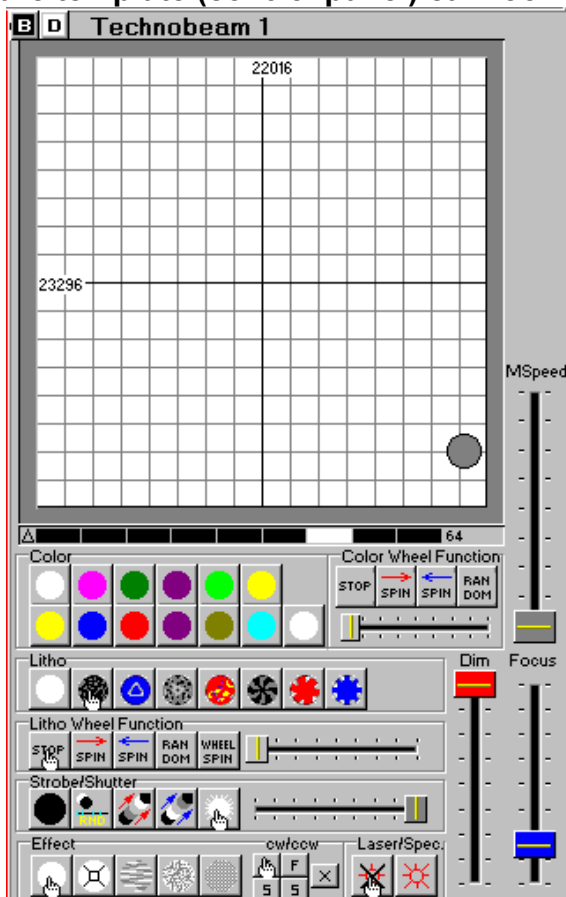 B D Technobeam 1
22016
23296
MSpeed
64
Color
Color Wheel Function
STOP SPIN SPIN RAN DOM
Litho
Dim Focus
Litho Wheel Function
STOP SPIN SPIN RAN DOM WHEEL SPIN
Strobe/Shutter
RND
Effect cw/ccw Laser/Spec.
F
S S